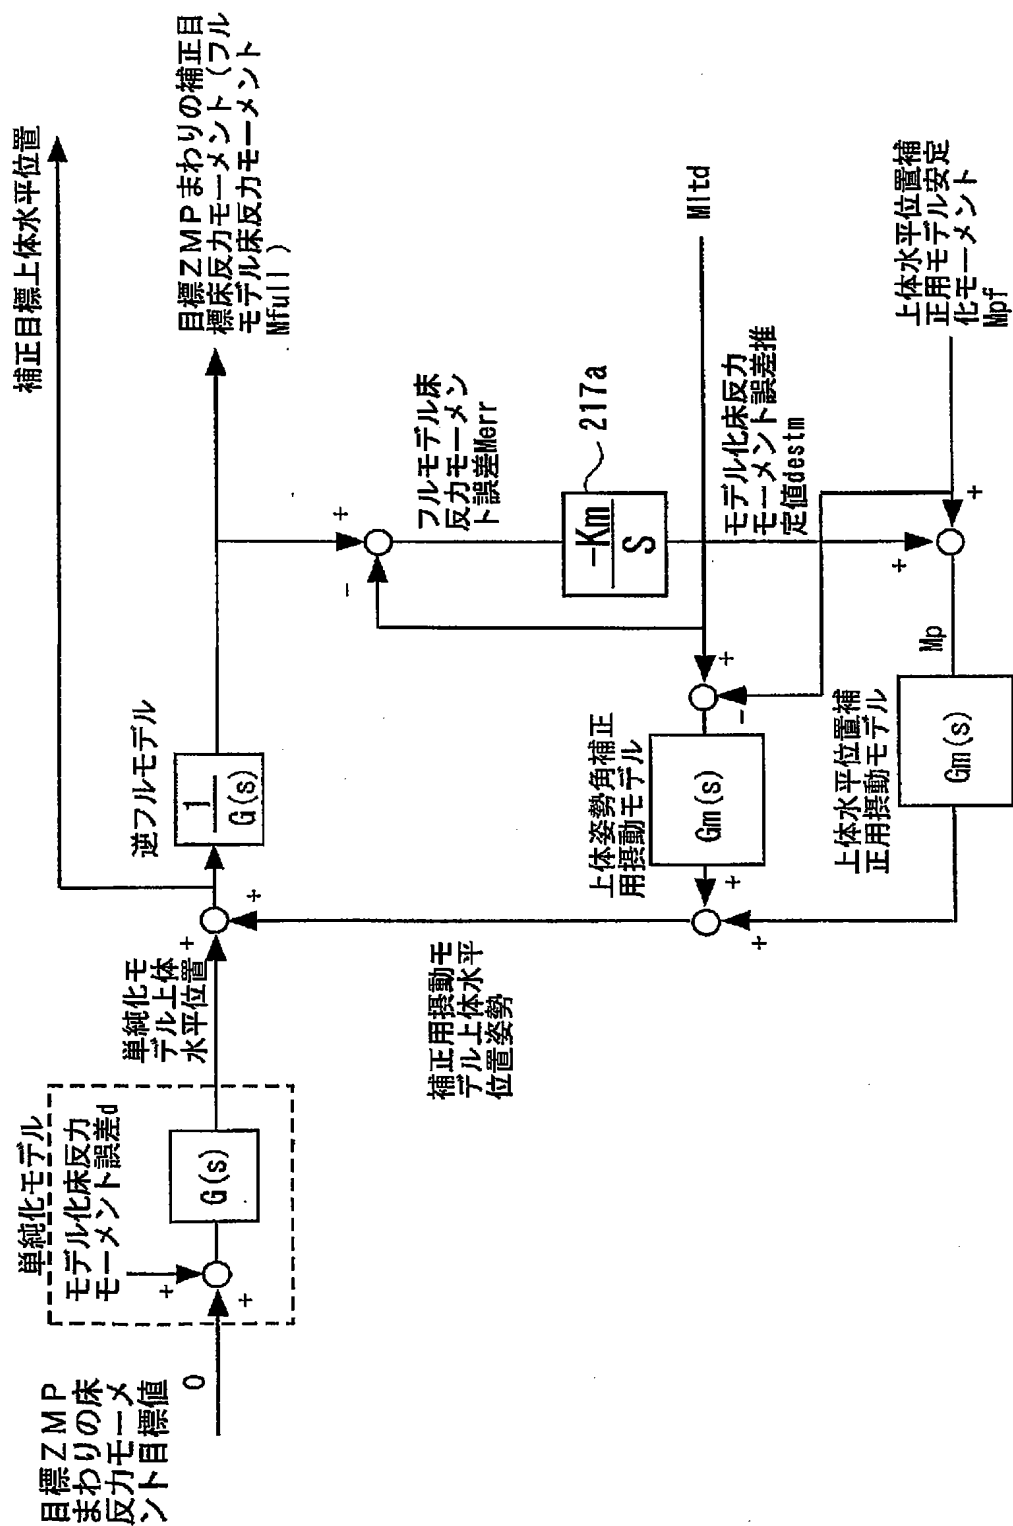 補正目標上体水平位置
目標ＺＭＰまわりの補正目
標床反力モーメント（フル
モデル床反力モーメント
Mfull）
逆フルモデル
1
G(s)
単純化モ
デル上体
水平位置
単純化モデル
モデル化床反力
モーメント誤差d
G(s)
目標ＺＭＰ
まわりの床
反力モーメ
ント目標値
0
+
+
+
+
フルモデル床
反力モーメン
ト誤差Merr
+
-
217a
-Km
S
補正用摂動モ
デル上体水平
位置姿勢
Mltd
モデル化床反力
モーメント誤差推
定値destm
上体姿勢角補正
用摂動モデル
Gm(s)
+
-
+
+
上体水平位置補
正用モデル安定
化モーメント
Mpf
+
+
Mp
上体水平位置補
正用摂動モデル
Gm(s)